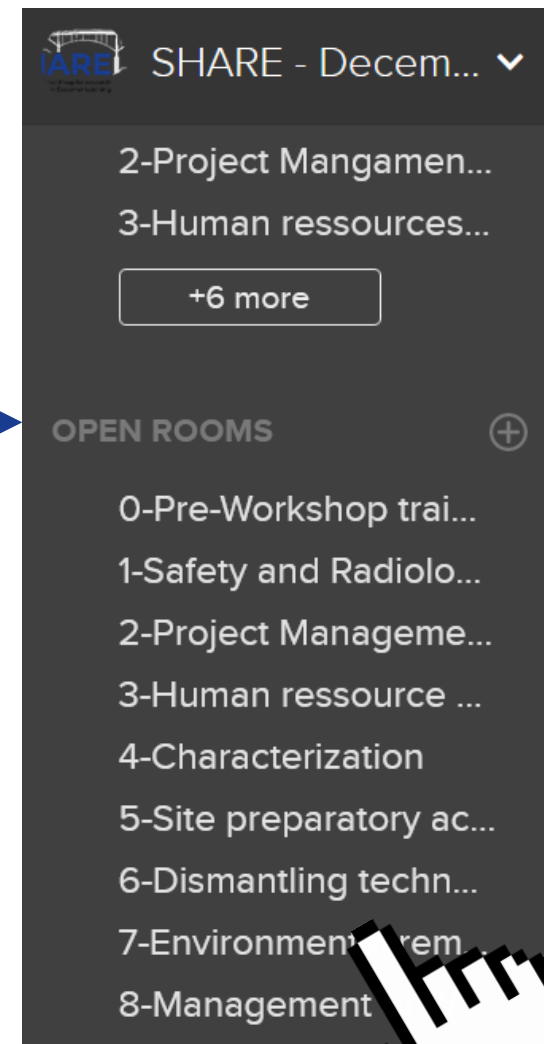 ARE
SHARE - Decem...
2-Project Mangamen...
3-Human ressources...
+6 more
OPEN ROOMS
0-Pre-Workshop trai...
1-Safety and Radiolo...
2-Project Manageme...
3-Human ressource ...
4-Characterization
5-Site preparatory ac...
6-Dismantling techn...
7-Environment rem...
8-Management